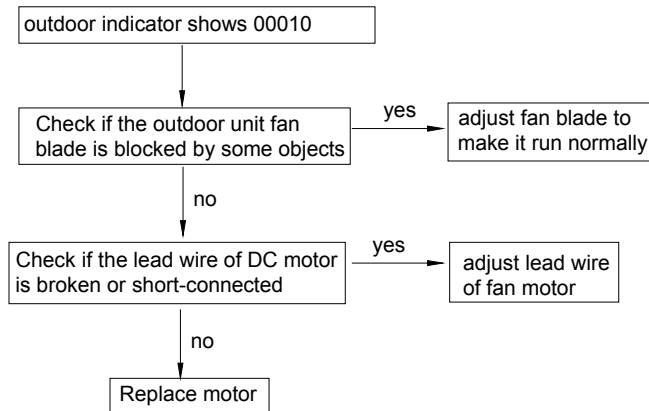 outdoor indicator shows 00010
Check if the outdoor unit fan
blade is blocked by some objects
yes
adjust fan blade to
make it run normally
no
Check if the lead wire of DC motor
is broken or short-connected
yes
adjust lead wire
of fan motor
no
Replace motor